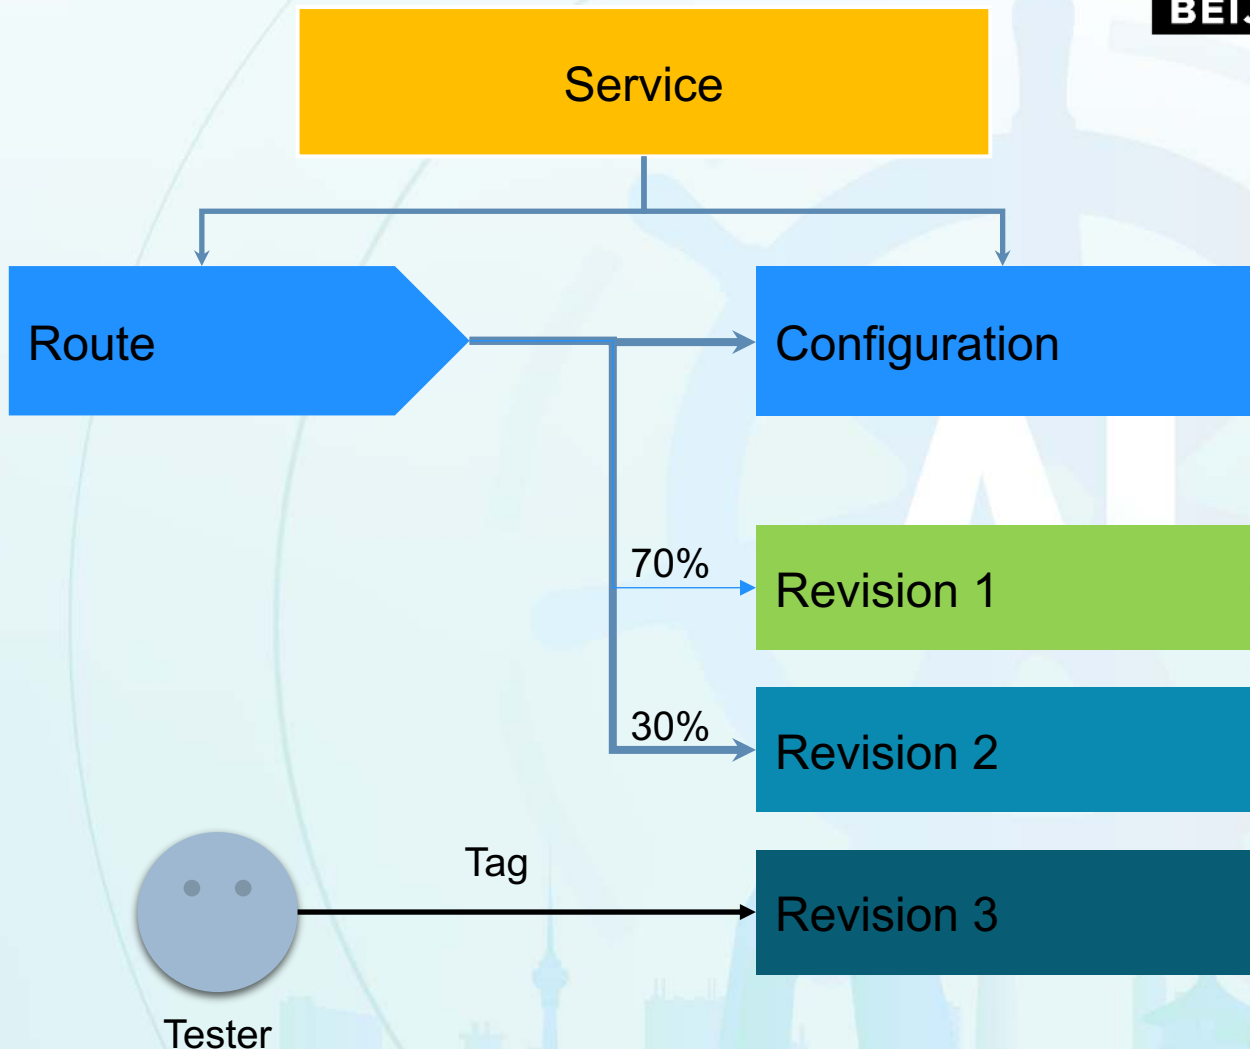 Service
Route
Configuration
70%
Revision 1
30%
Revision 2
Tag
Revision 3
Tester